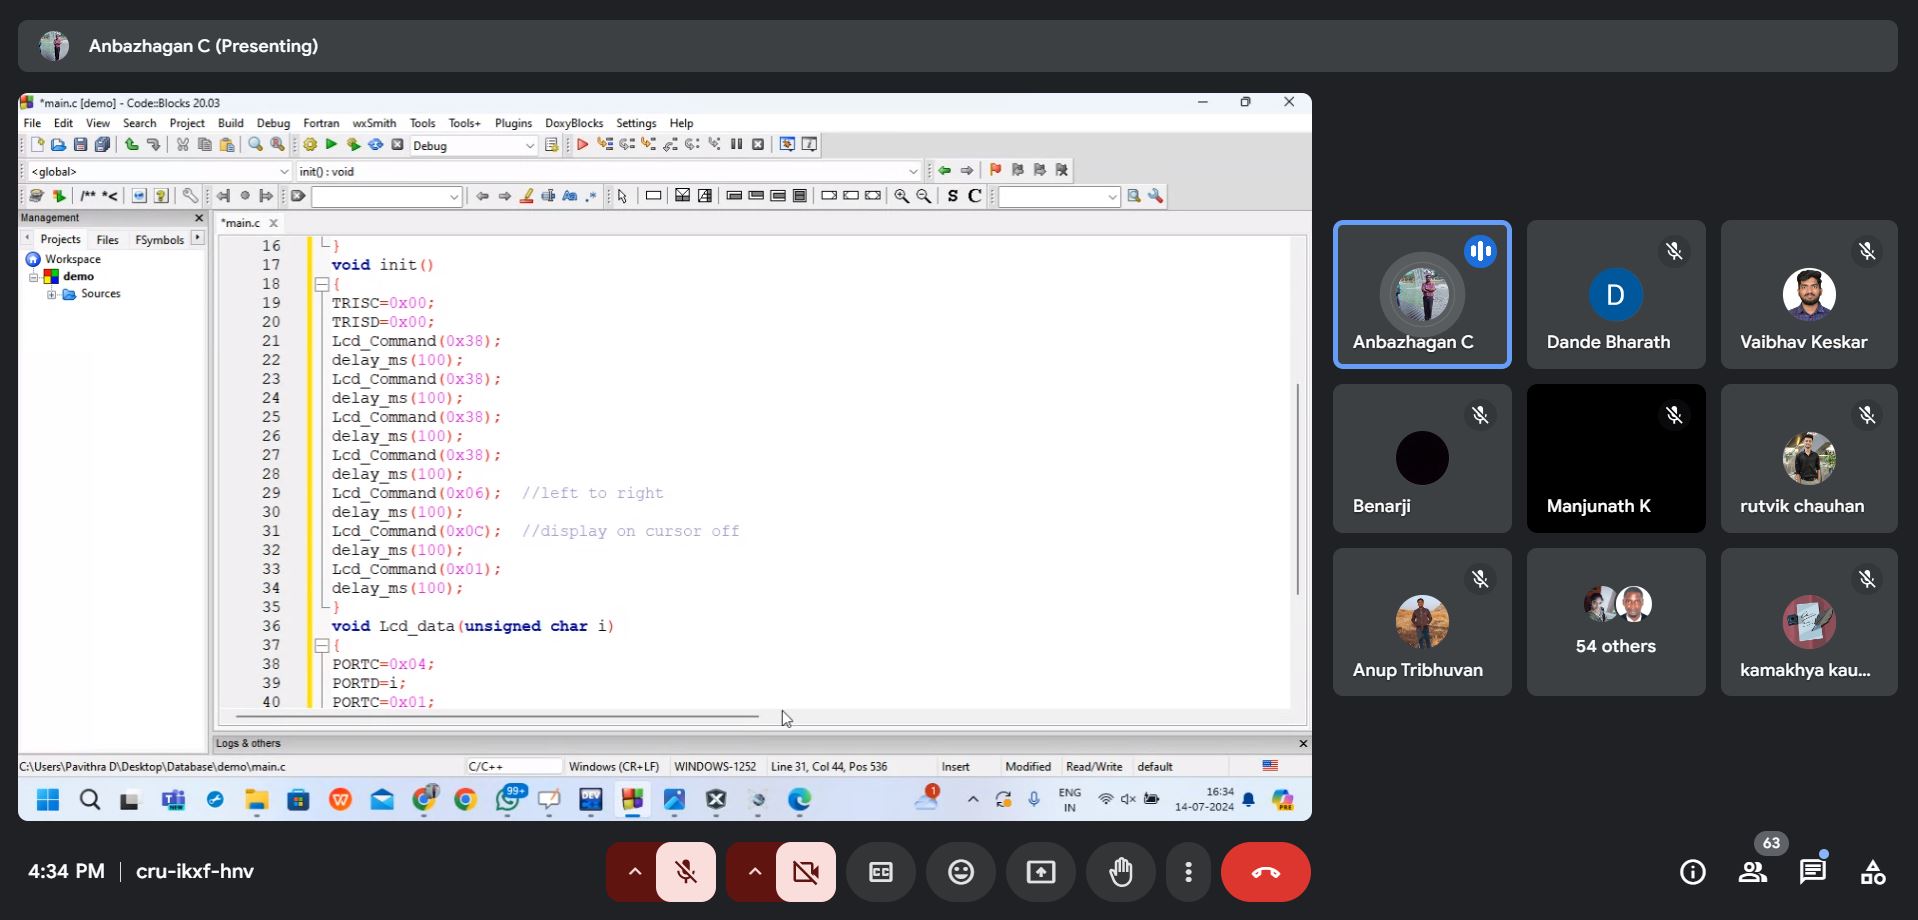 Anbazhagan C (Presenting)
*main.c [demo] - Code::Blocks 20.03
File Edit View Search Project Build Debug Fortran wxSmith Tools Tools+ Plugins DoxyBlocks Settings Help
Debug
<global> init() : void
/** *< Aa .* S C
Management
Projects Files FSymbols
Workspace
demo
Sources
*main.c
16 }
17 void init()
18 {
19 TRISC=0x00;
20 TRISD=0x00;
21 Lcd_Command(0x38);
22 delay_ms(100);
23 Lcd_Command(0x38);
24 delay_ms(100);
25 Lcd_Command(0x38);
26 delay_ms(100);
27 Lcd_Command(0x38);
28 delay_ms(100);
29 Lcd_Command(0x06); //left to right
30 delay_ms(100);
31 Lcd_Command(0x0C); //display on cursor off
32 delay_ms(100);
33 Lcd_Command(0x01);
34 delay_ms(100);
35 }
36 void Lcd_data(unsigned char i)
37 {
38 PORTC=0x04;
39 PORTD=i;
40 PORTC=0x01;
Logs & others
C:\Users\Pavithra D\Desktop\Database\demo\main.c C/C++ Windows (CR+LF) WINDOWS-1252 Line 31, Col 44, Pos 536 Insert Modified Read/Write default
99+
DEV
1
ENG
IN
16:34
14-07-2024
PRE
Anbazhagan C
D
Dande Bharath
Vaibhav Keskar
Benarji
Manjunath K
rutvik chauhan
Anup Tribhuvan
54 others
kamakhya kau...
4:34 PM | cru-ikxf-hnv
CC
63